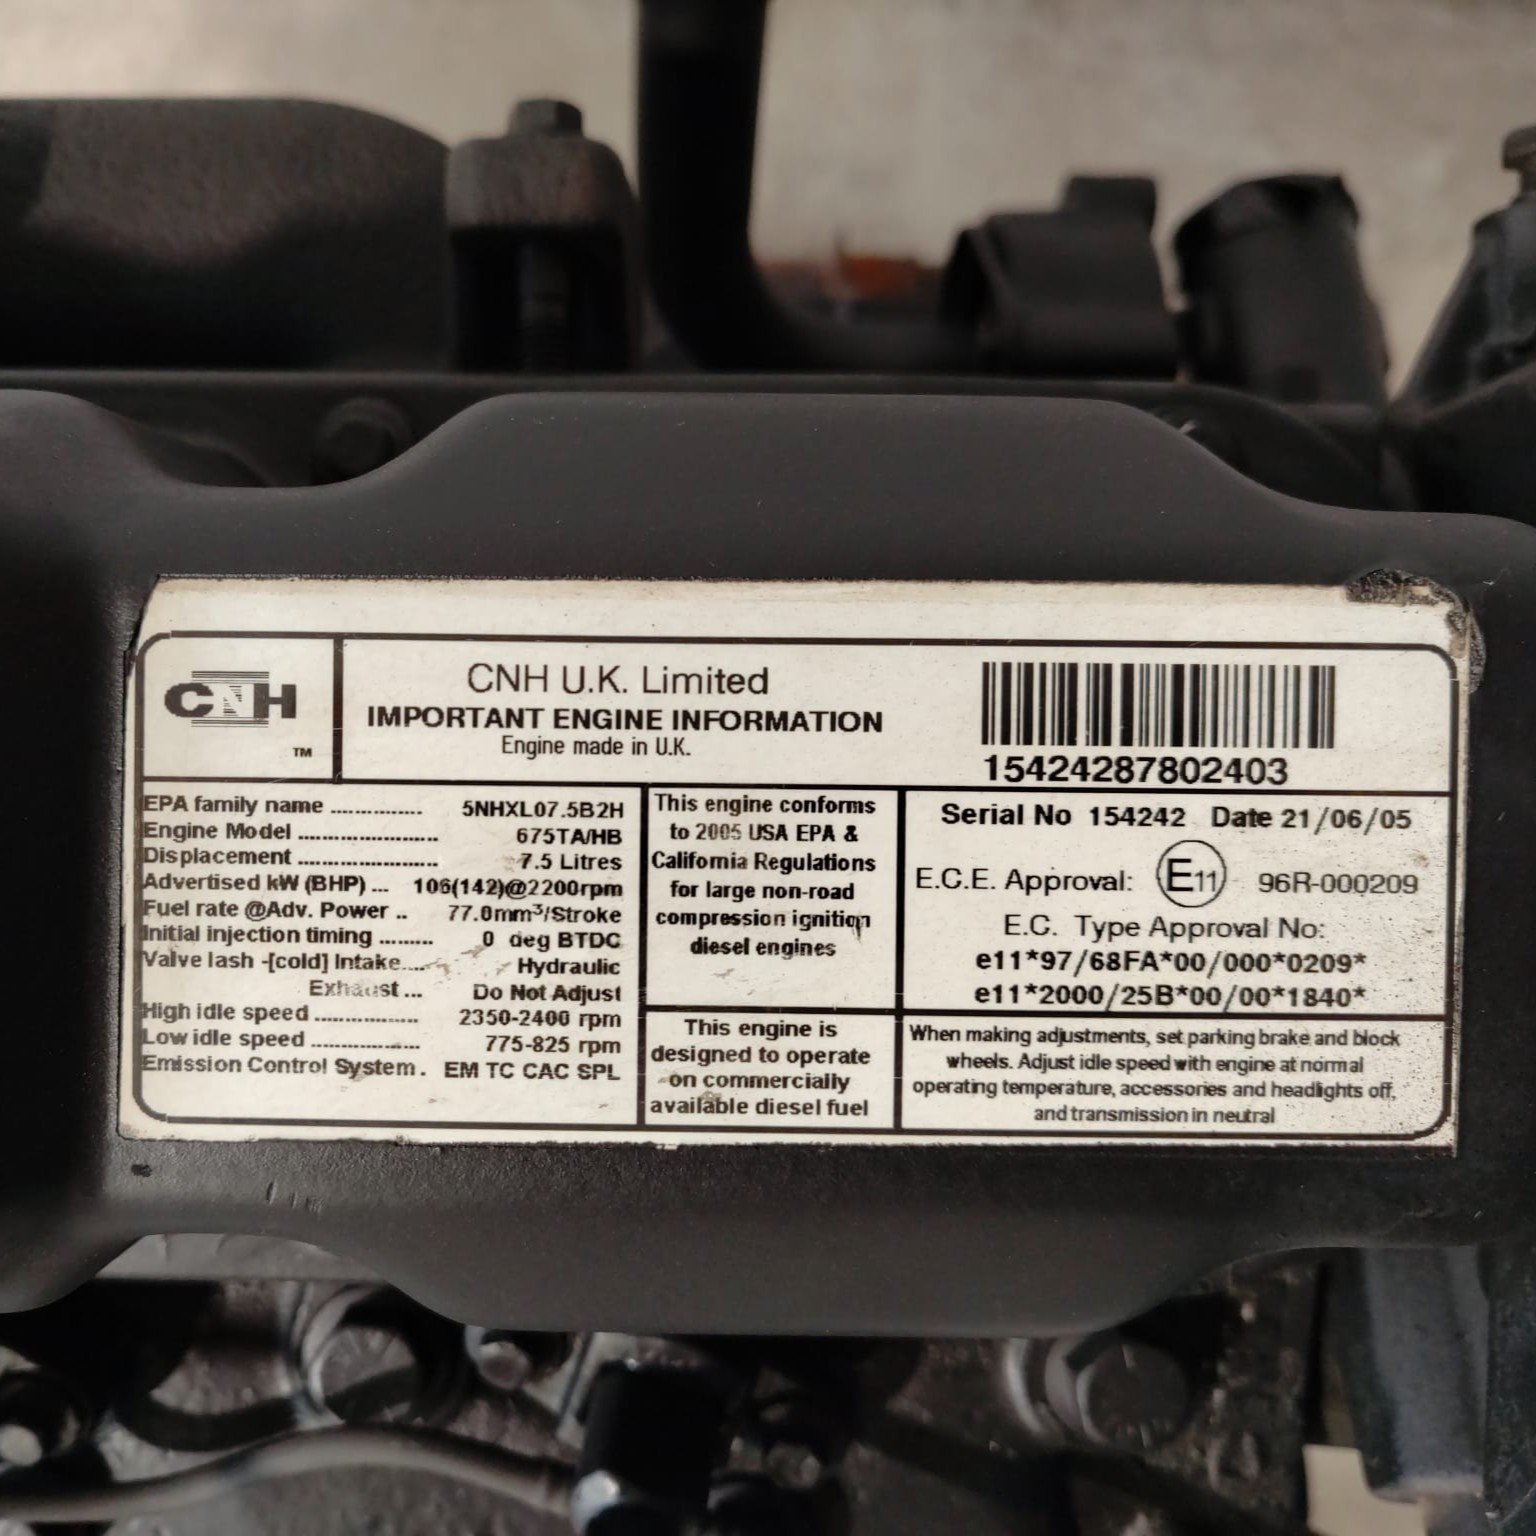 CNH
TM
CNH U.K. Limited
IMPORTANT ENGINE INFORMATION
Engine made in U.K.
15424287802403
EPA family name .............. 5NHXL07.5B2H
Engine Model ...................... 675TA/HB
Displacement ...................... 7.5 Litres
Advertised kW (BHP) ... 106(142)@2200rpm
Fuel rate @Adv. Power .. 77.0mm³/Stroke
Initial injection timing ......... 0 deg BTDC
Valve lash -[cold] Intake.... Hydraulic
Exhaust ... Do Not Adjust
High idle speed ................. 2350-2400 rpm
Low idle speed ................. 775-825 rpm
Emission Control System . EM TC CAC SPL
This engine conforms
to 2005 USA EPA &
California Regulations
for large non-road
compression ignition
diesel engines
This engine is
designed to operate
on commercially
available diesel fuel
Serial No 154242 Date 21/06/05
E.C.E. Approval: E11 96R-000209
E.C. Type Approval No:
e11*97/68FA*00/000*0209*
e11*2000/25B*00/00*1840*
When making adjustments, set parking brake and block
wheels. Adjust idle speed with engine at normal
operating temperature, accessories and headlights off,
and transmission in neutral